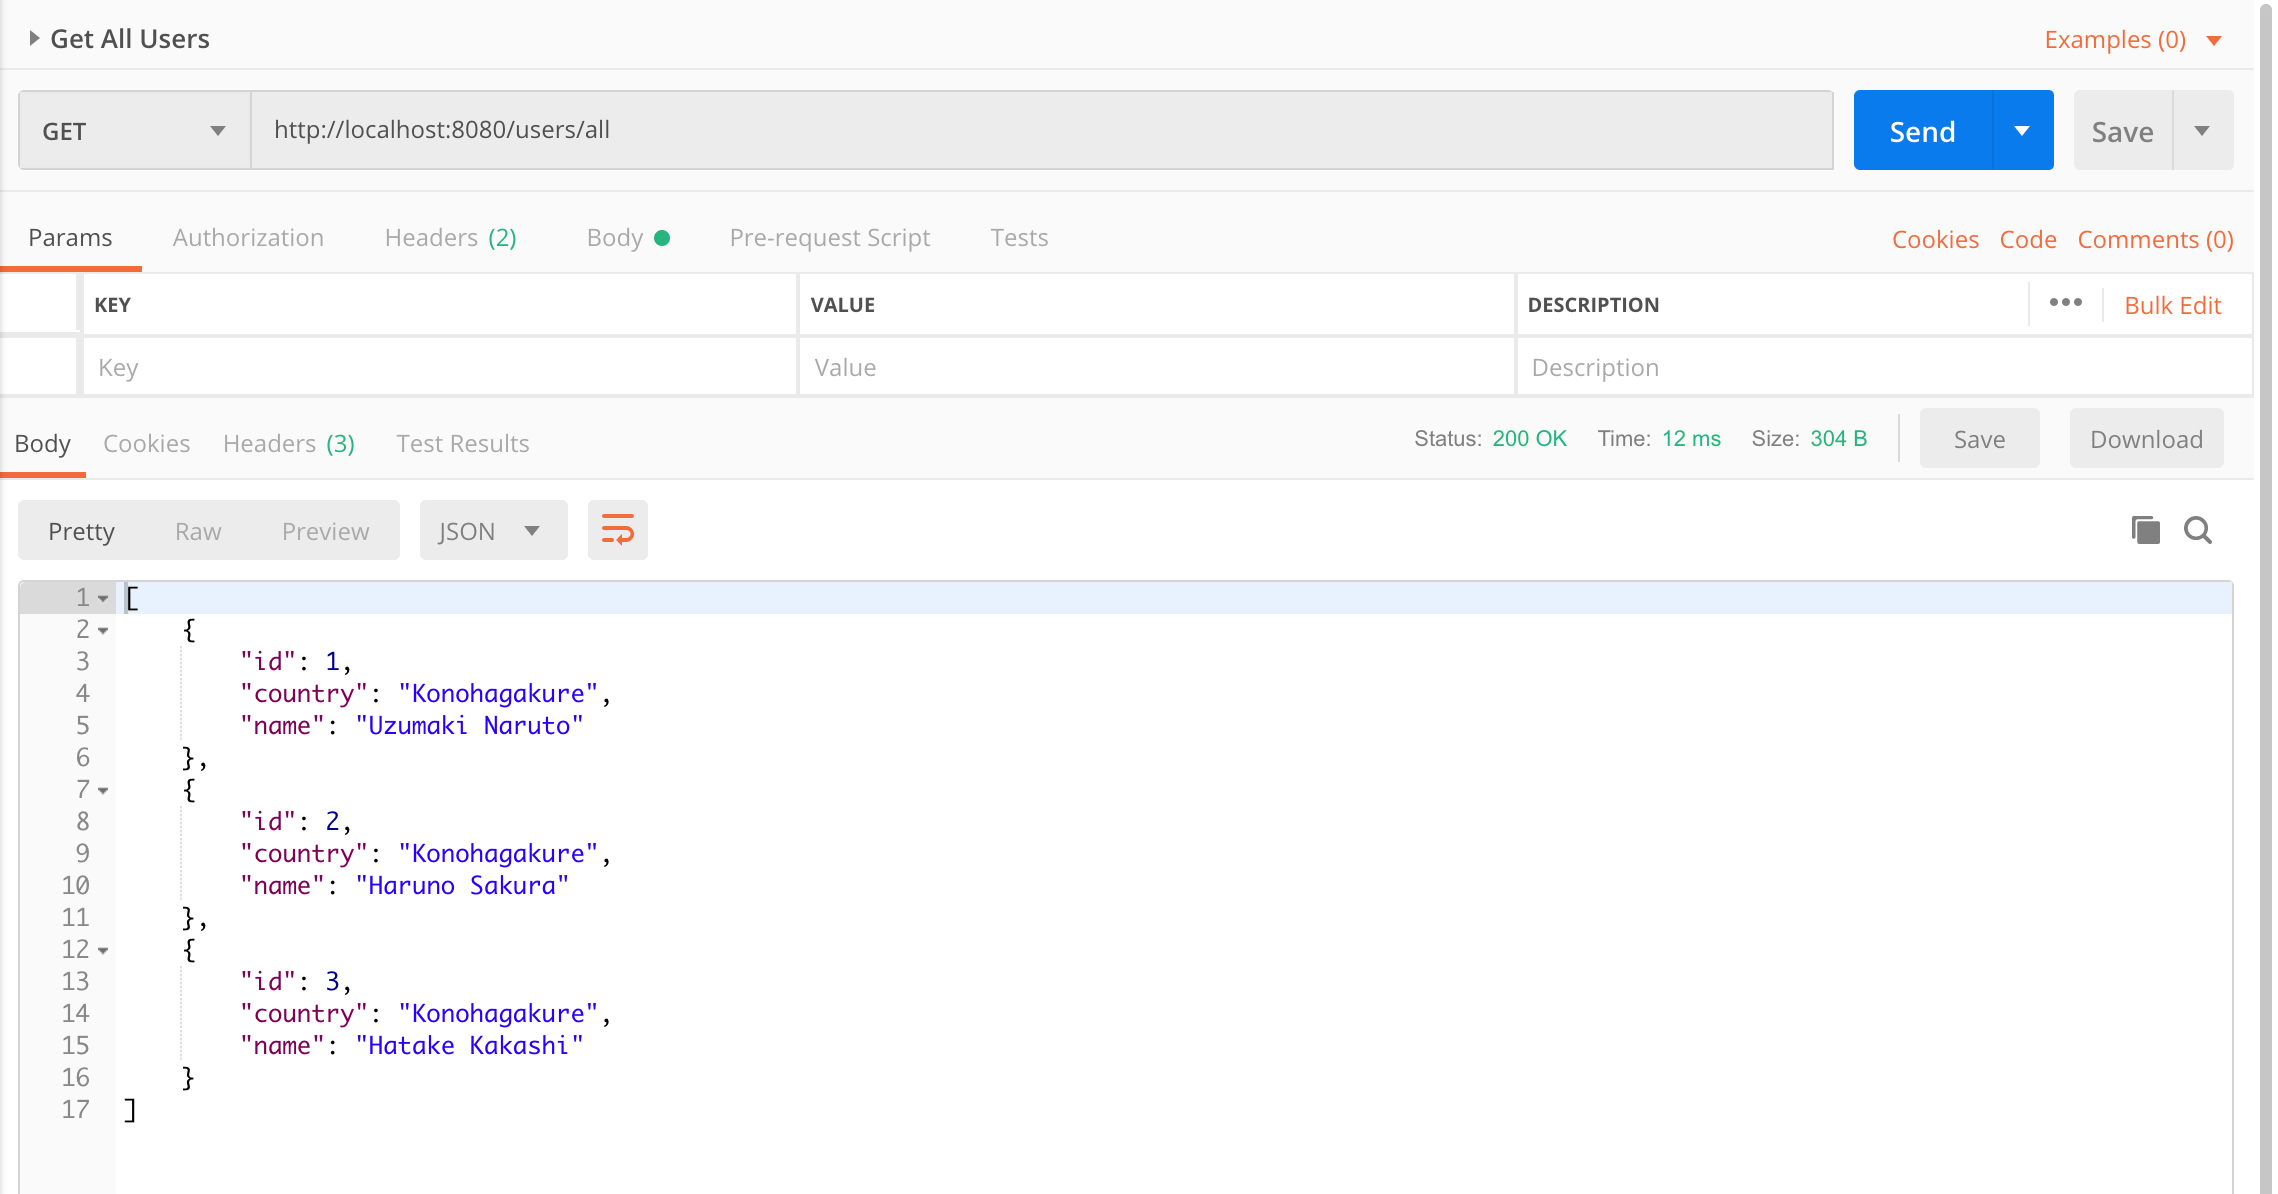 Get All Users
Examples (0)
GET http://localhost:8080/users/all Send Save
Params Authorization Headers (2) Body Pre-request Script Tests Cookies Code Comments (0)
KEY VALUE DESCRIPTION ••• Bulk Edit
Key Value Description
Body Cookies Headers (3) Test Results Status: 200 OK Time: 12 ms Size: 304 B Save Download
Pretty Raw Preview JSON
1 [
2 {
3 "id": 1,
4 "country": "Konohagakure",
5 "name": "Uzumaki Naruto"
6 },
7 {
8 "id": 2,
9 "country": "Konohagakure",
10 "name": "Haruno Sakura"
11 },
12 {
13 "id": 3,
14 "country": "Konohagakure",
15 "name": "Hatake Kakashi"
16 }
17 ]